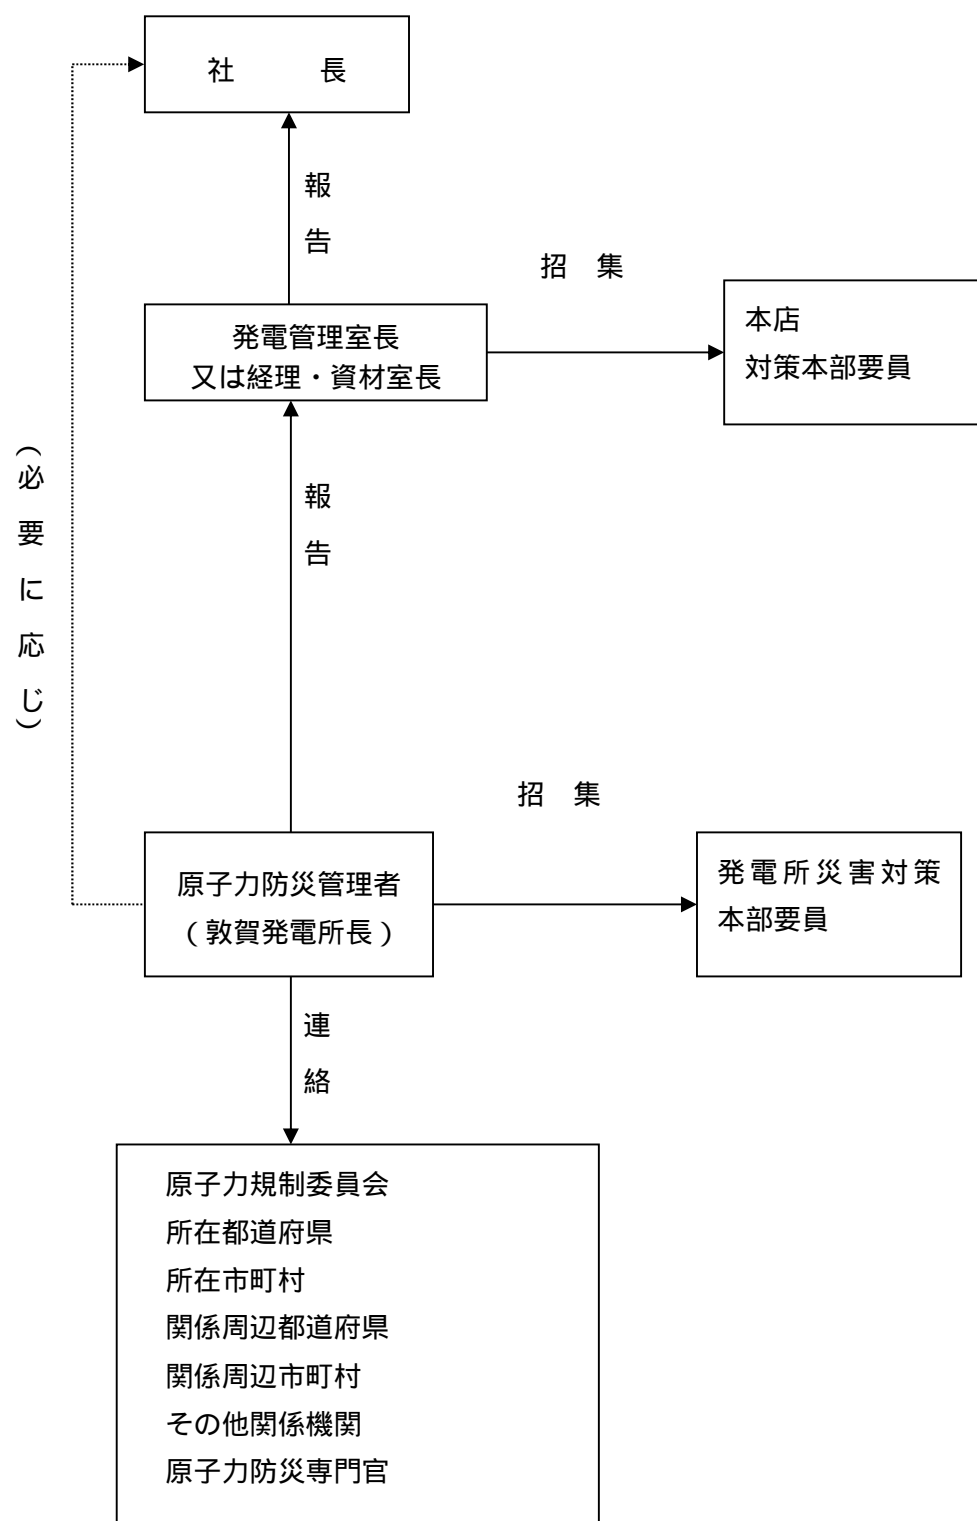 社　　　長
報告
招　集
発電管理室長
又は経理・資材室長
本店
対策本部要員
（必要に応じ）
報告
招　集
原子力防災管理者
（敦賀発電所長）
発電所災害対策
本部要員
連絡
原子力規制委員会
所在都道府県
所在市町村
関係周辺都道府県
関係周辺市町村
その他関係機関
原子力防災専門官